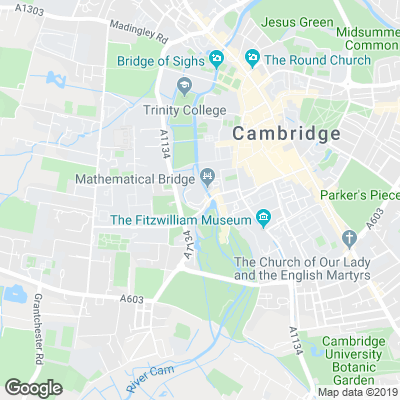 A1303
Madingley Rd
Jesus Green
Midsummer
Common
Bridge of Sighs
The Round Church
Trinity College
Cambridge
A1134
Mathematical Bridge
Parker's Piece
A603
The Fitzwilliam Museum
A1134
The Church of Our Lady
and the English Martyrs
A603
Grantchester Rd
A1134
Cambridge
University
Botanic
Garden
River Cam
Google
Map data ©2019